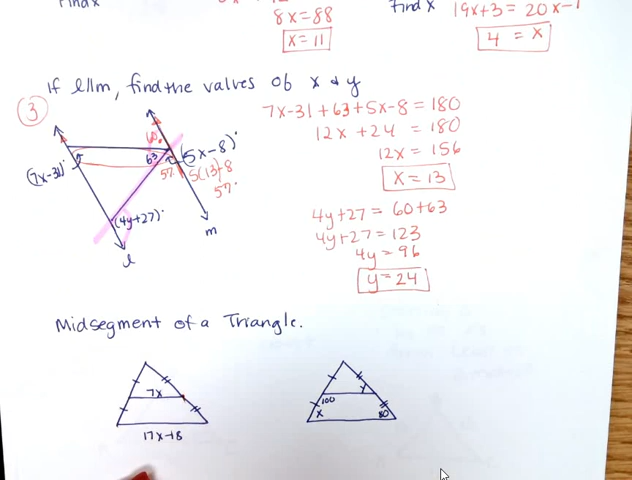 Find x
8x=88
x=11
Find x
19x+3 = 20x-1
4 = x
If l||m, find the values of x & y
3
7x-31+63+5x-8=180
12x+24 = 180
12x = 156
x = 13
4y+27 = 60+63
4y+27 = 123
4y = 96
y = 24
60°
63
(5x-8)°
57
5(13)-8
57°
(7x-31)°
(4y+27)°
m
l
Midsegment of a Triangle.
7x
17x-18
100
y
x
80